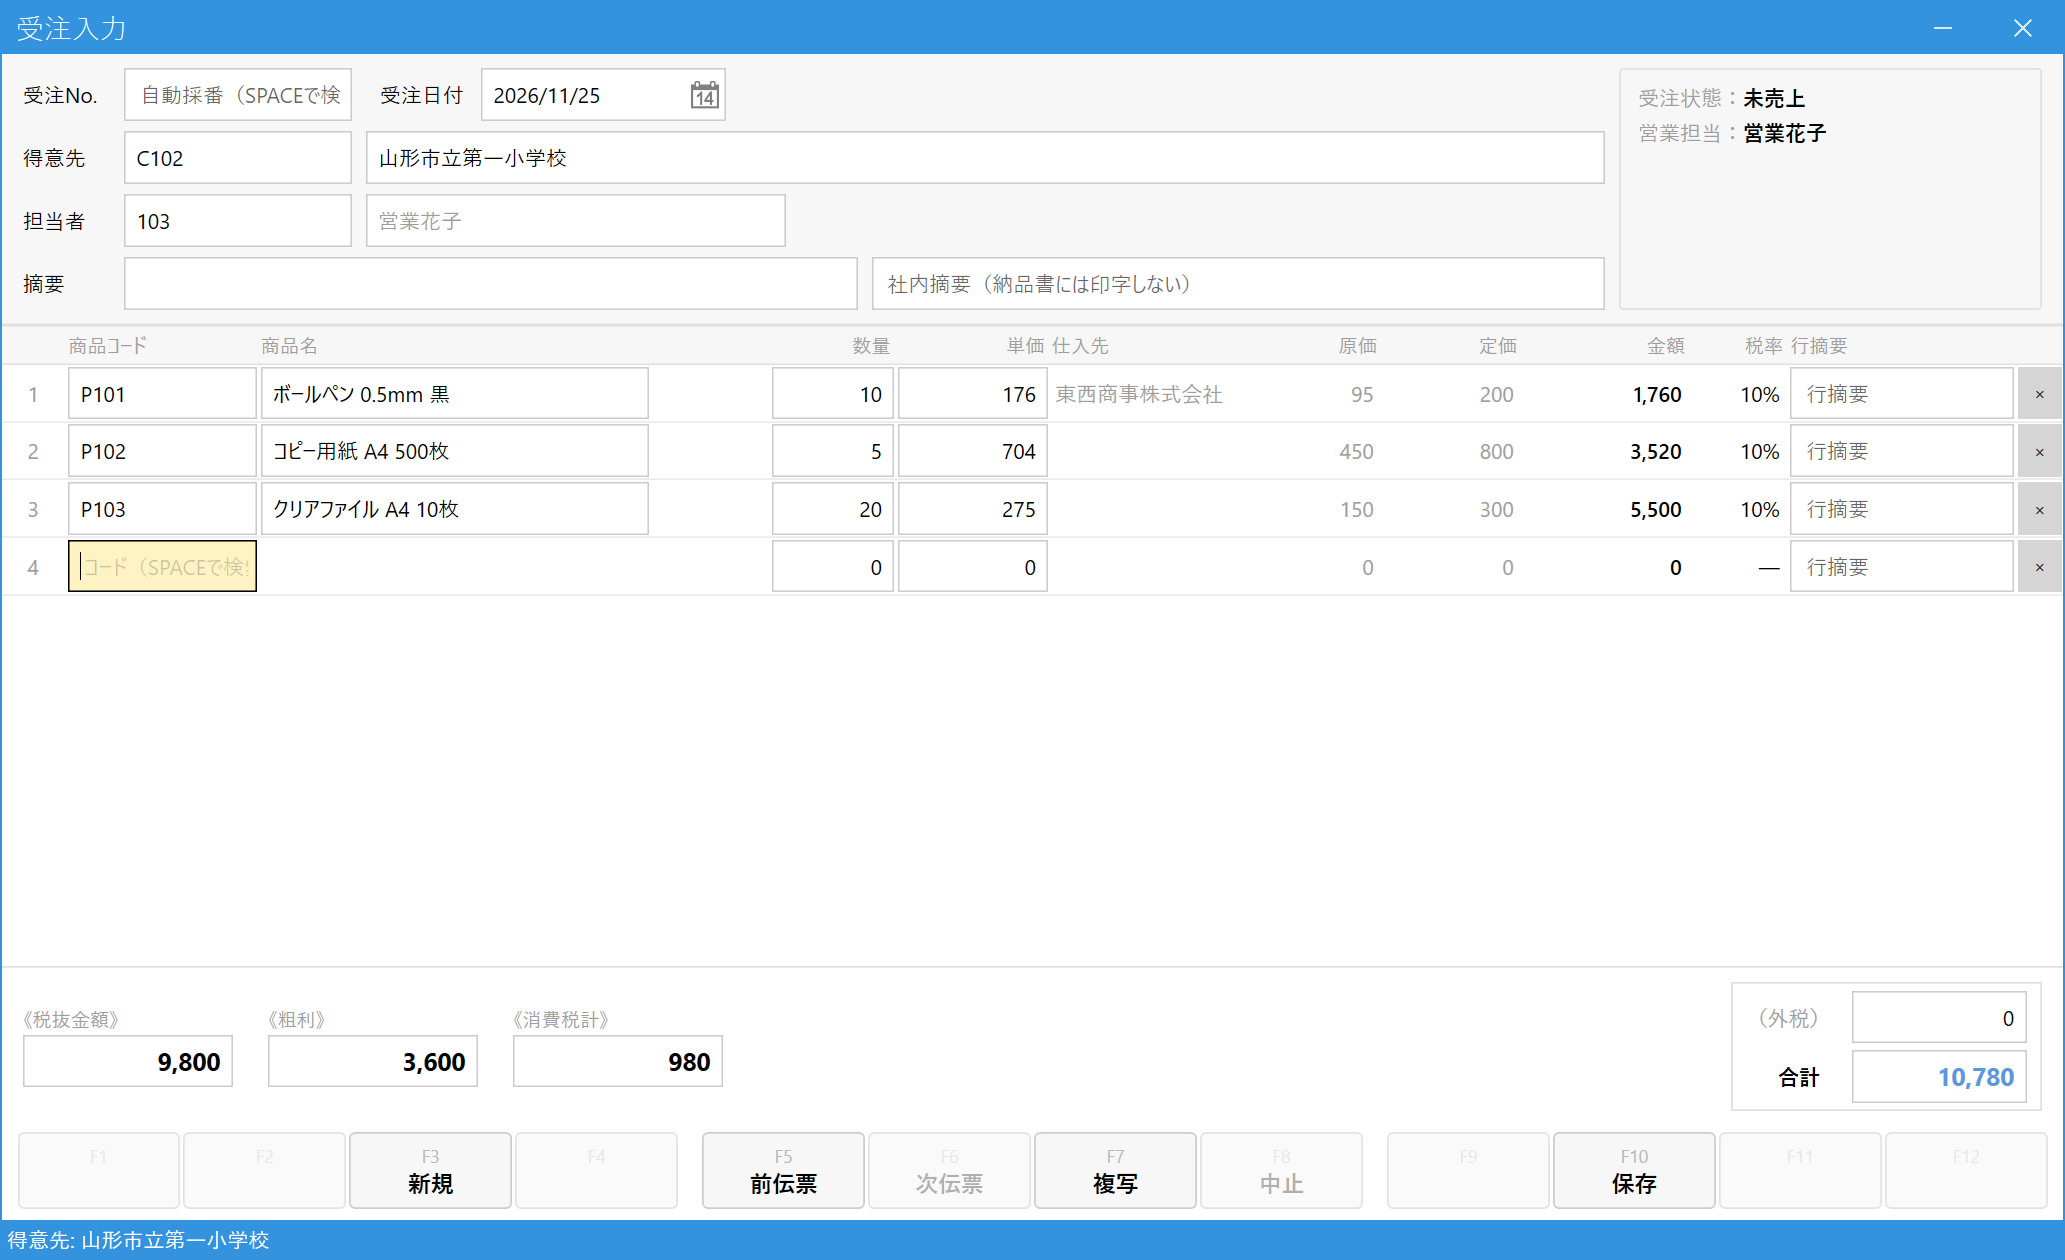 受注入力
受注No. 自動採番（SPACEで検 受注日付 2026/11/25 14
得意先 C102 山形市立第一小学校
担当者 103 営業花子
摘要 社内摘要（納品書には印字しない）
受注状態：未売上
営業担当：営業花子
商品コード 商品名 数量 単価 仕入先 原価 定価 金額 税率 行摘要
1 P101 ボールペン 0.5mm 黒 10 176 東西商事株式会社 95 200 1,760 10% 行摘要 ×
2 P102 コピー用紙 A4 500枚 5 704 450 800 3,520 10% 行摘要 ×
3 P103 クリアファイル A4 10枚 20 275 150 300 5,500 10% 行摘要 ×
4 コード（SPACEで検 0 0 0 0 0 — 行摘要 ×
《税抜金額》 《粗利》 《消費税計》
9,800 3,600 980
（外税） 0
合計 10,780
F1 F2 F3 F4 F5 F6 F7 F8 F9 F10 F11 F12
新規 前伝票 次伝票 複写 中止 保存
得意先: 山形市立第一小学校